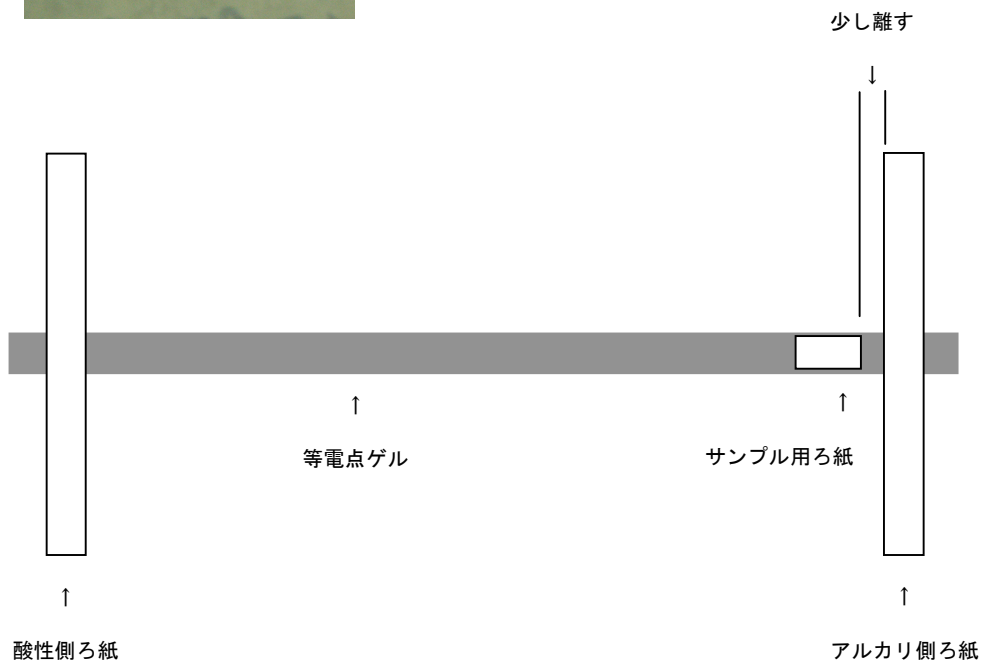 少し離す
↓
↑
↑
等電点ゲル
サンプル用ろ紙
↑
↑
酸性側ろ紙
アルカリ側ろ紙